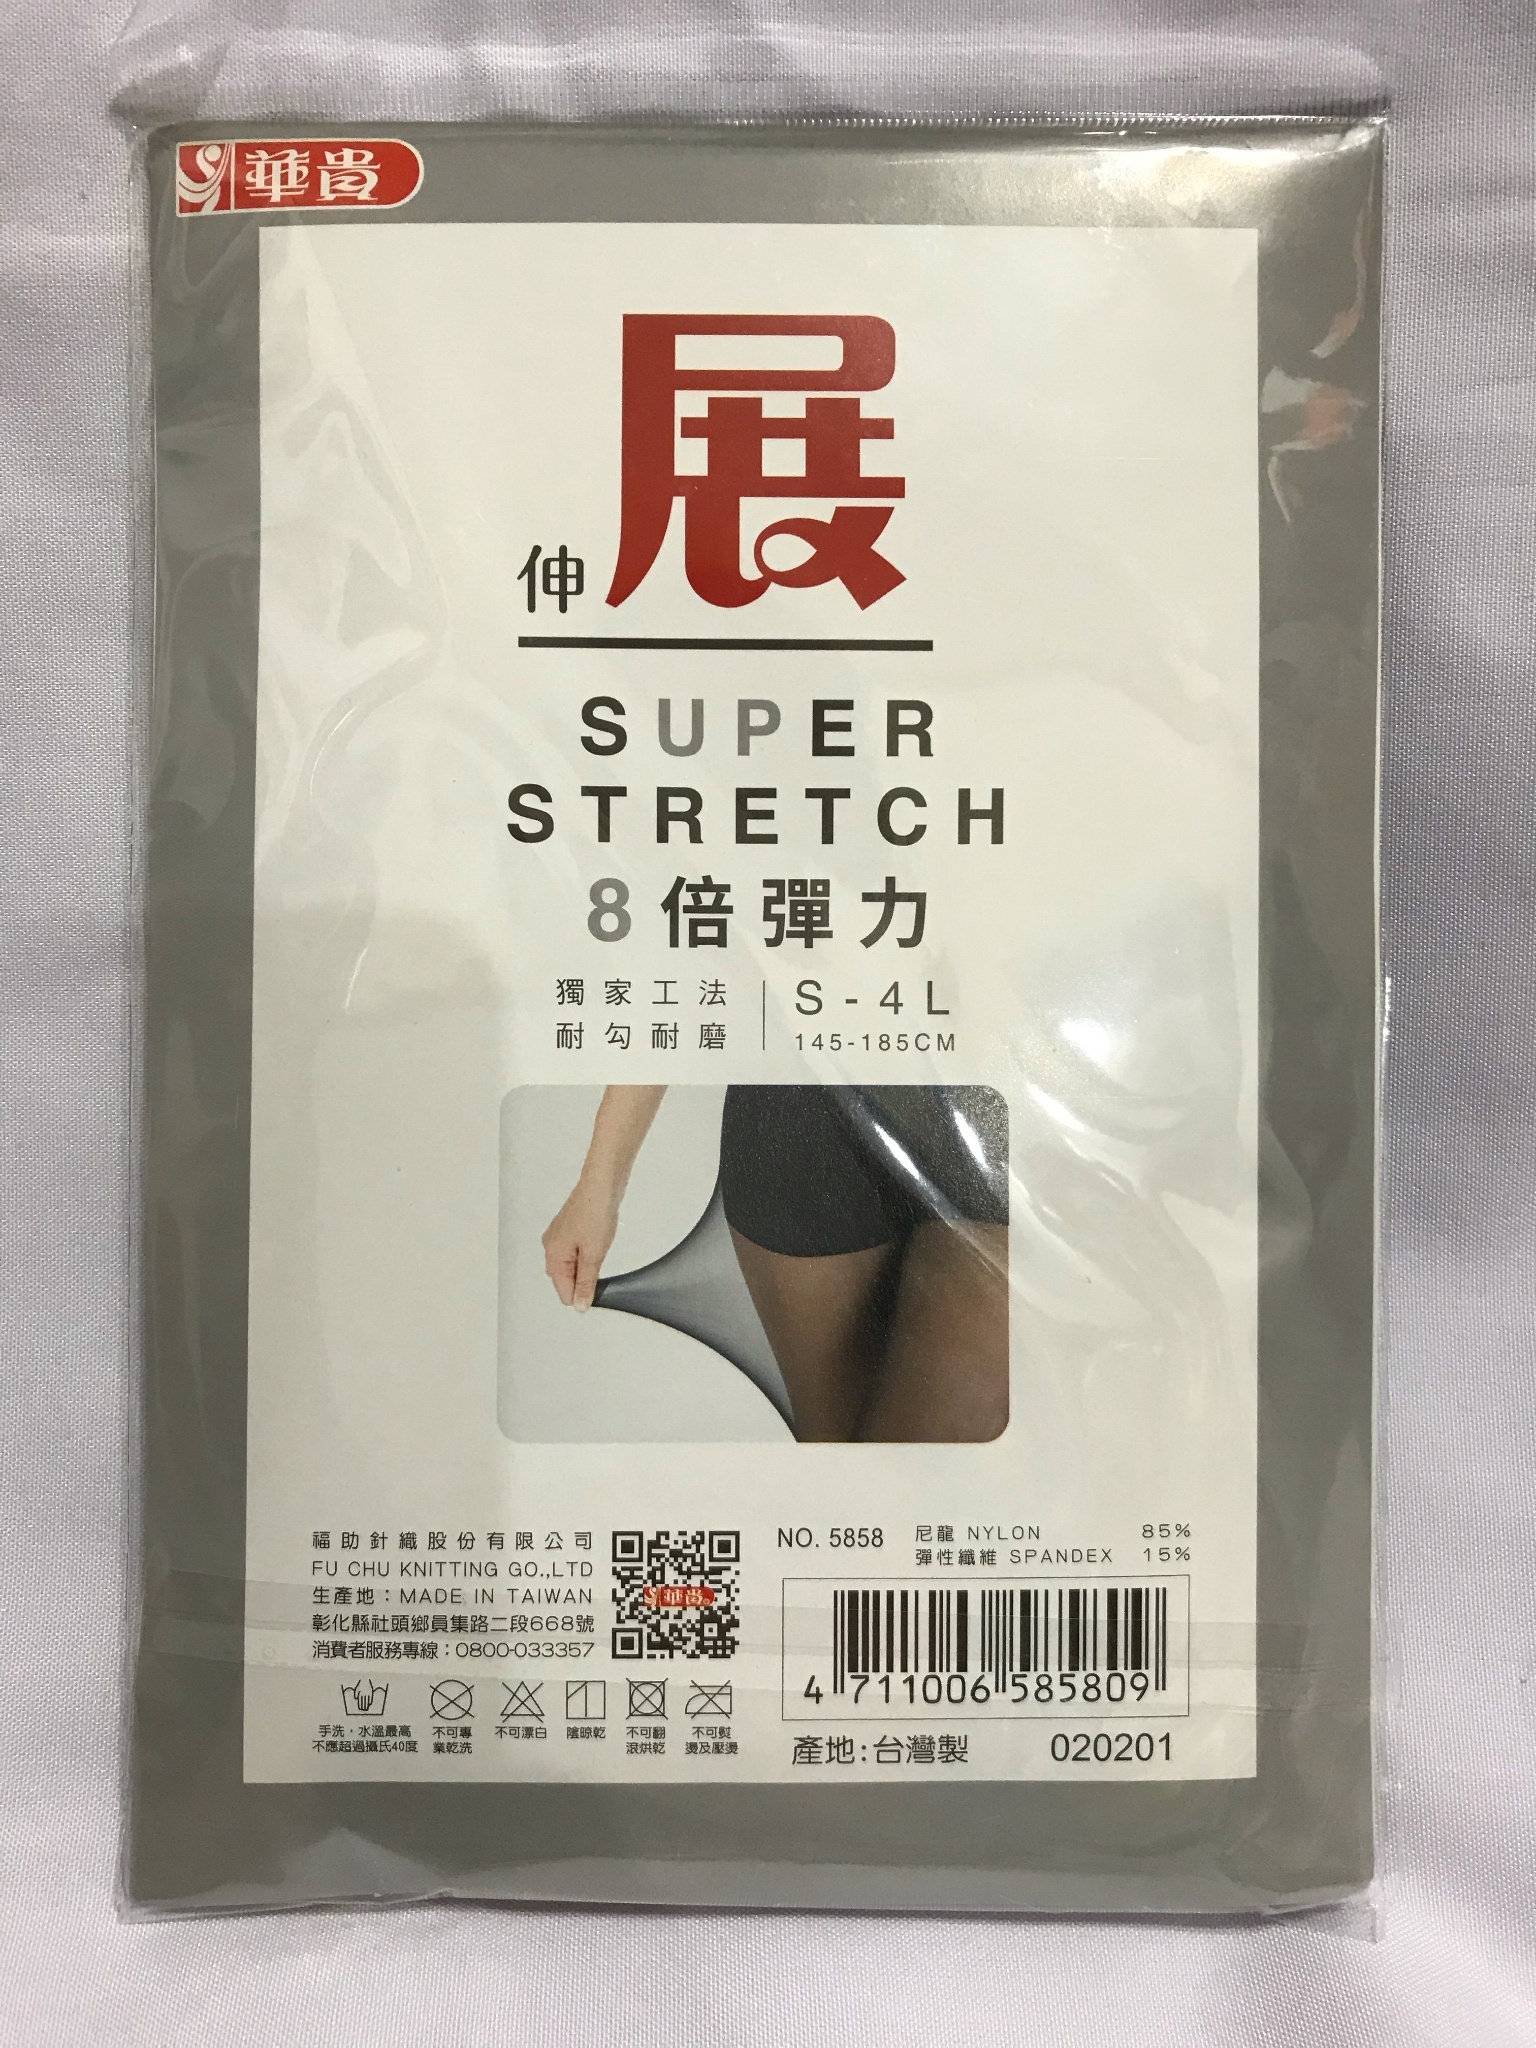 華貴
伸展
SUPER
STRETCH
8倍彈力
獨家工法
耐勾耐磨
S-4L
145-185CM
福助針織股份有限公司
FU CHU KNITTING GO.,LTD
生產地：MADE IN TAIWAN
彰化縣社頭鄉員集路二段668號
消費者服務專線：0800-033357
華貴
手洗，水溫最高
不應超過攝氏40度
不可專
業乾洗
不可漂白
陰晾乾
不可翻
滾烘乾
不可熨
燙及壓燙
NO. 5858
尼龍 NYLON 85%
彈性纖維 SPANDEX 15%
4 711006 585809
產地:台灣製 020201